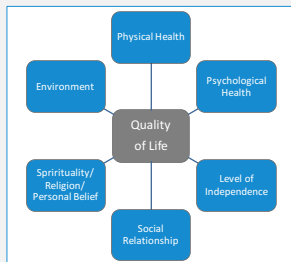 Physical Health
Environment
Psychological
Health
Quality
of Life
Sprirituality/
Religion/
Personal Belief
Level of
Independence
Social
Relationship